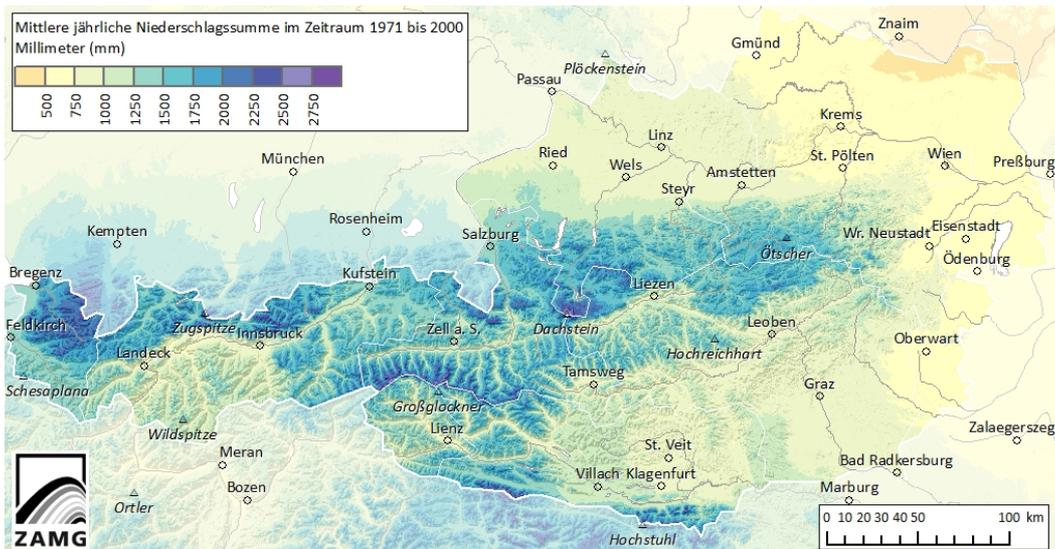 Mittlere jährliche Niederschlagssumme im Zeitraum 1971 bis 2000
Millimeter (mm)
500 750 1000 1250 1500 1750 2000 2250 2500 2750
Znaim
Gmünd
Plöckenstein
Passau
Krems
Linz
Ried
Wels
Amstetten
St. Pölten
Wien
Preßburg
München
Steyr
Rosenheim
Kempten
Salzburg
Wr. Neustadt
Eisenstadt
Ötscher
Ödenburg
Bregenz
Kufstein
Liezen
Feldkirch
Zugspitze
Innsbruck
Zell a. S.
Dachstein
Leoben
Landeck
Hochreichhart
Oberwart
Schesaplana
Tamsweg
Graz
Großglockner
Wildspitze
Lienz
Zalaegerszeg
Meran
St. Veit
Bad Radkersburg
Villach
Klagenfurt
Bozen
Marburg
Ortler
Hochstuhl
ZAMG
0 10 20 30 40 50 100 km